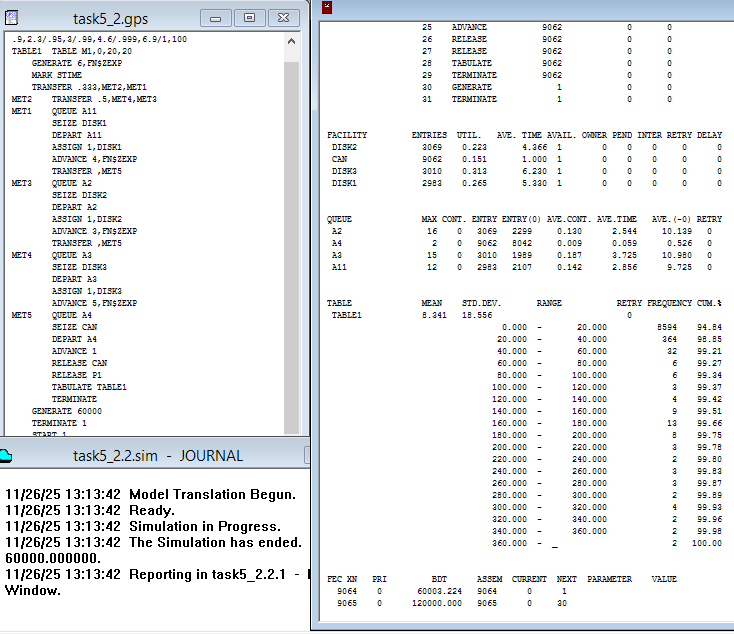 task5_2.gps
.9,2.3/.95,3/.99,4.6/.999,6.9/1,100
TABLE1 TABLE M1,0,20,20
GENERATE 6,FN$ZEXP
MARK STIME
TRANSFER .333,MET2,MET1
MET2 TRANSFER .5,MET4,MET3
MET1 QUEUE A11
SEIZE DISK1
DEPART A11
ASSIGN 1,DISK1
ADVANCE 4,FN$ZEXP
TRANSFER ,MET5
MET3 QUEUE A2
SEIZE DISK2
DEPART A2
ASSIGN 1,DISK2
ADVANCE 3,FN$ZEXP
TRANSFER ,MET5
MET4 QUEUE A3
SEIZE DISK3
DEPART A3
ASSIGN 1,DISK3
ADVANCE 5,FN$ZEXP
MET5 QUEUE A4
SEIZE CAN
DEPART A4
ADVANCE 1
RELEASE CAN
RELEASE P1
TABULATE TABLE1
TERMINATE
GENERATE 60000
TERMINATE 1
START 1
task5_2.2.sim - JOURNAL
11/26/25 13:13:42 Model Translation Begun.
11/26/25 13:13:42 Ready.
11/26/25 13:13:42 Simulation in Progress.
11/26/25 13:13:42 The Simulation has ended.
60000.000000.
11/26/25 13:13:42 Reporting in task5_2.2.1 -
Window.
25 ADVANCE 9062 0 0
26 RELEASE 9062 0 0
27 RELEASE 9062 0 0
28 TABULATE 9062 0 0
29 TERMINATE 9062 0 0
30 GENERATE 1 0 0
31 TERMINATE 1 0 0
FACILITY ENTRIES UTIL. AVE. TIME AVAIL. OWNER PEND INTER RETRY DELAY
DISK2 3069 0.223 4.366 1 0 0 0 0 0
CAN 9062 0.151 1.000 1 0 0 0 0 0
DISK3 3010 0.313 6.230 1 0 0 0 0 0
DISK1 2983 0.265 5.330 1 0 0 0 0 0
QUEUE MAX CONT. ENTRY ENTRY(0) AVE.CONT. AVE.TIME AVE.(-0) RETRY
A2 16 0 3069 2299 0.130 2.544 10.139 0
A4 2 0 9062 8042 0.009 0.059 0.526 0
A3 15 0 3010 1989 0.187 3.725 10.980 0
A11 12 0 2983 2107 0.142 2.856 9.725 0
TABLE MEAN STD.DEV. RANGE RETRY FREQUENCY CUM.%
TABLE1 8.341 18.556 0
0.000 - 20.000 8594 94.84
20.000 - 40.000 364 98.85
40.000 - 60.000 32 99.21
60.000 - 80.000 6 99.27
80.000 - 100.000 6 99.34
100.000 - 120.000 3 99.37
120.000 - 140.000 4 99.42
140.000 - 160.000 9 99.51
160.000 - 180.000 13 99.66
180.000 - 200.000 8 99.75
200.000 - 220.000 3 99.78
220.000 - 240.000 2 99.80
240.000 - 260.000 3 99.83
260.000 - 280.000 3 99.87
280.000 - 300.000 2 99.89
300.000 - 320.000 4 99.93
320.000 - 340.000 2 99.96
340.000 - 360.000 2 99.98
360.000 - _ 2 100.00
FEC XN PRI BDT ASSEM CURRENT NEXT PARAMETER VALUE
9064 0 60003.224 9064 0 1
9065 0 120000.000 9065 0 30